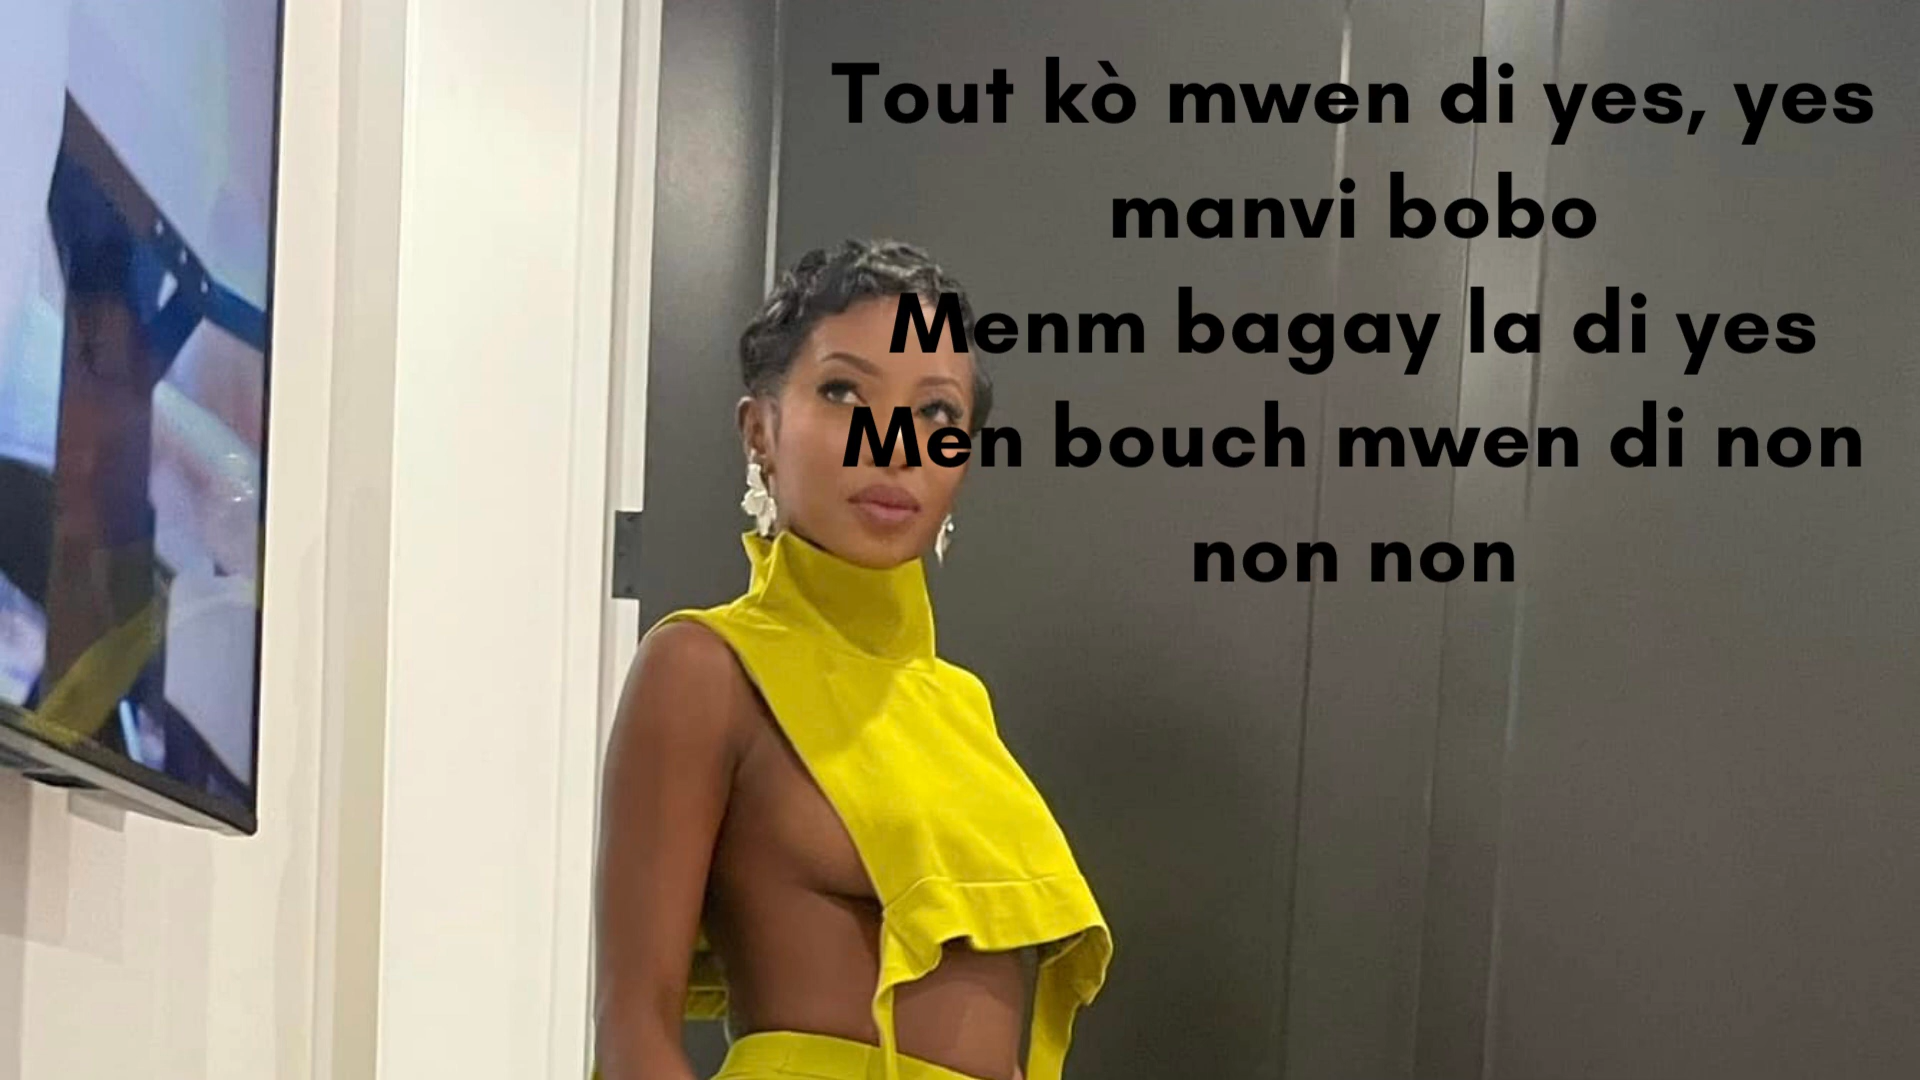 Tout kò mwen di yes, yes
manvi bobo
Menm bagay la di yes
Men bouch mwen di non
non non